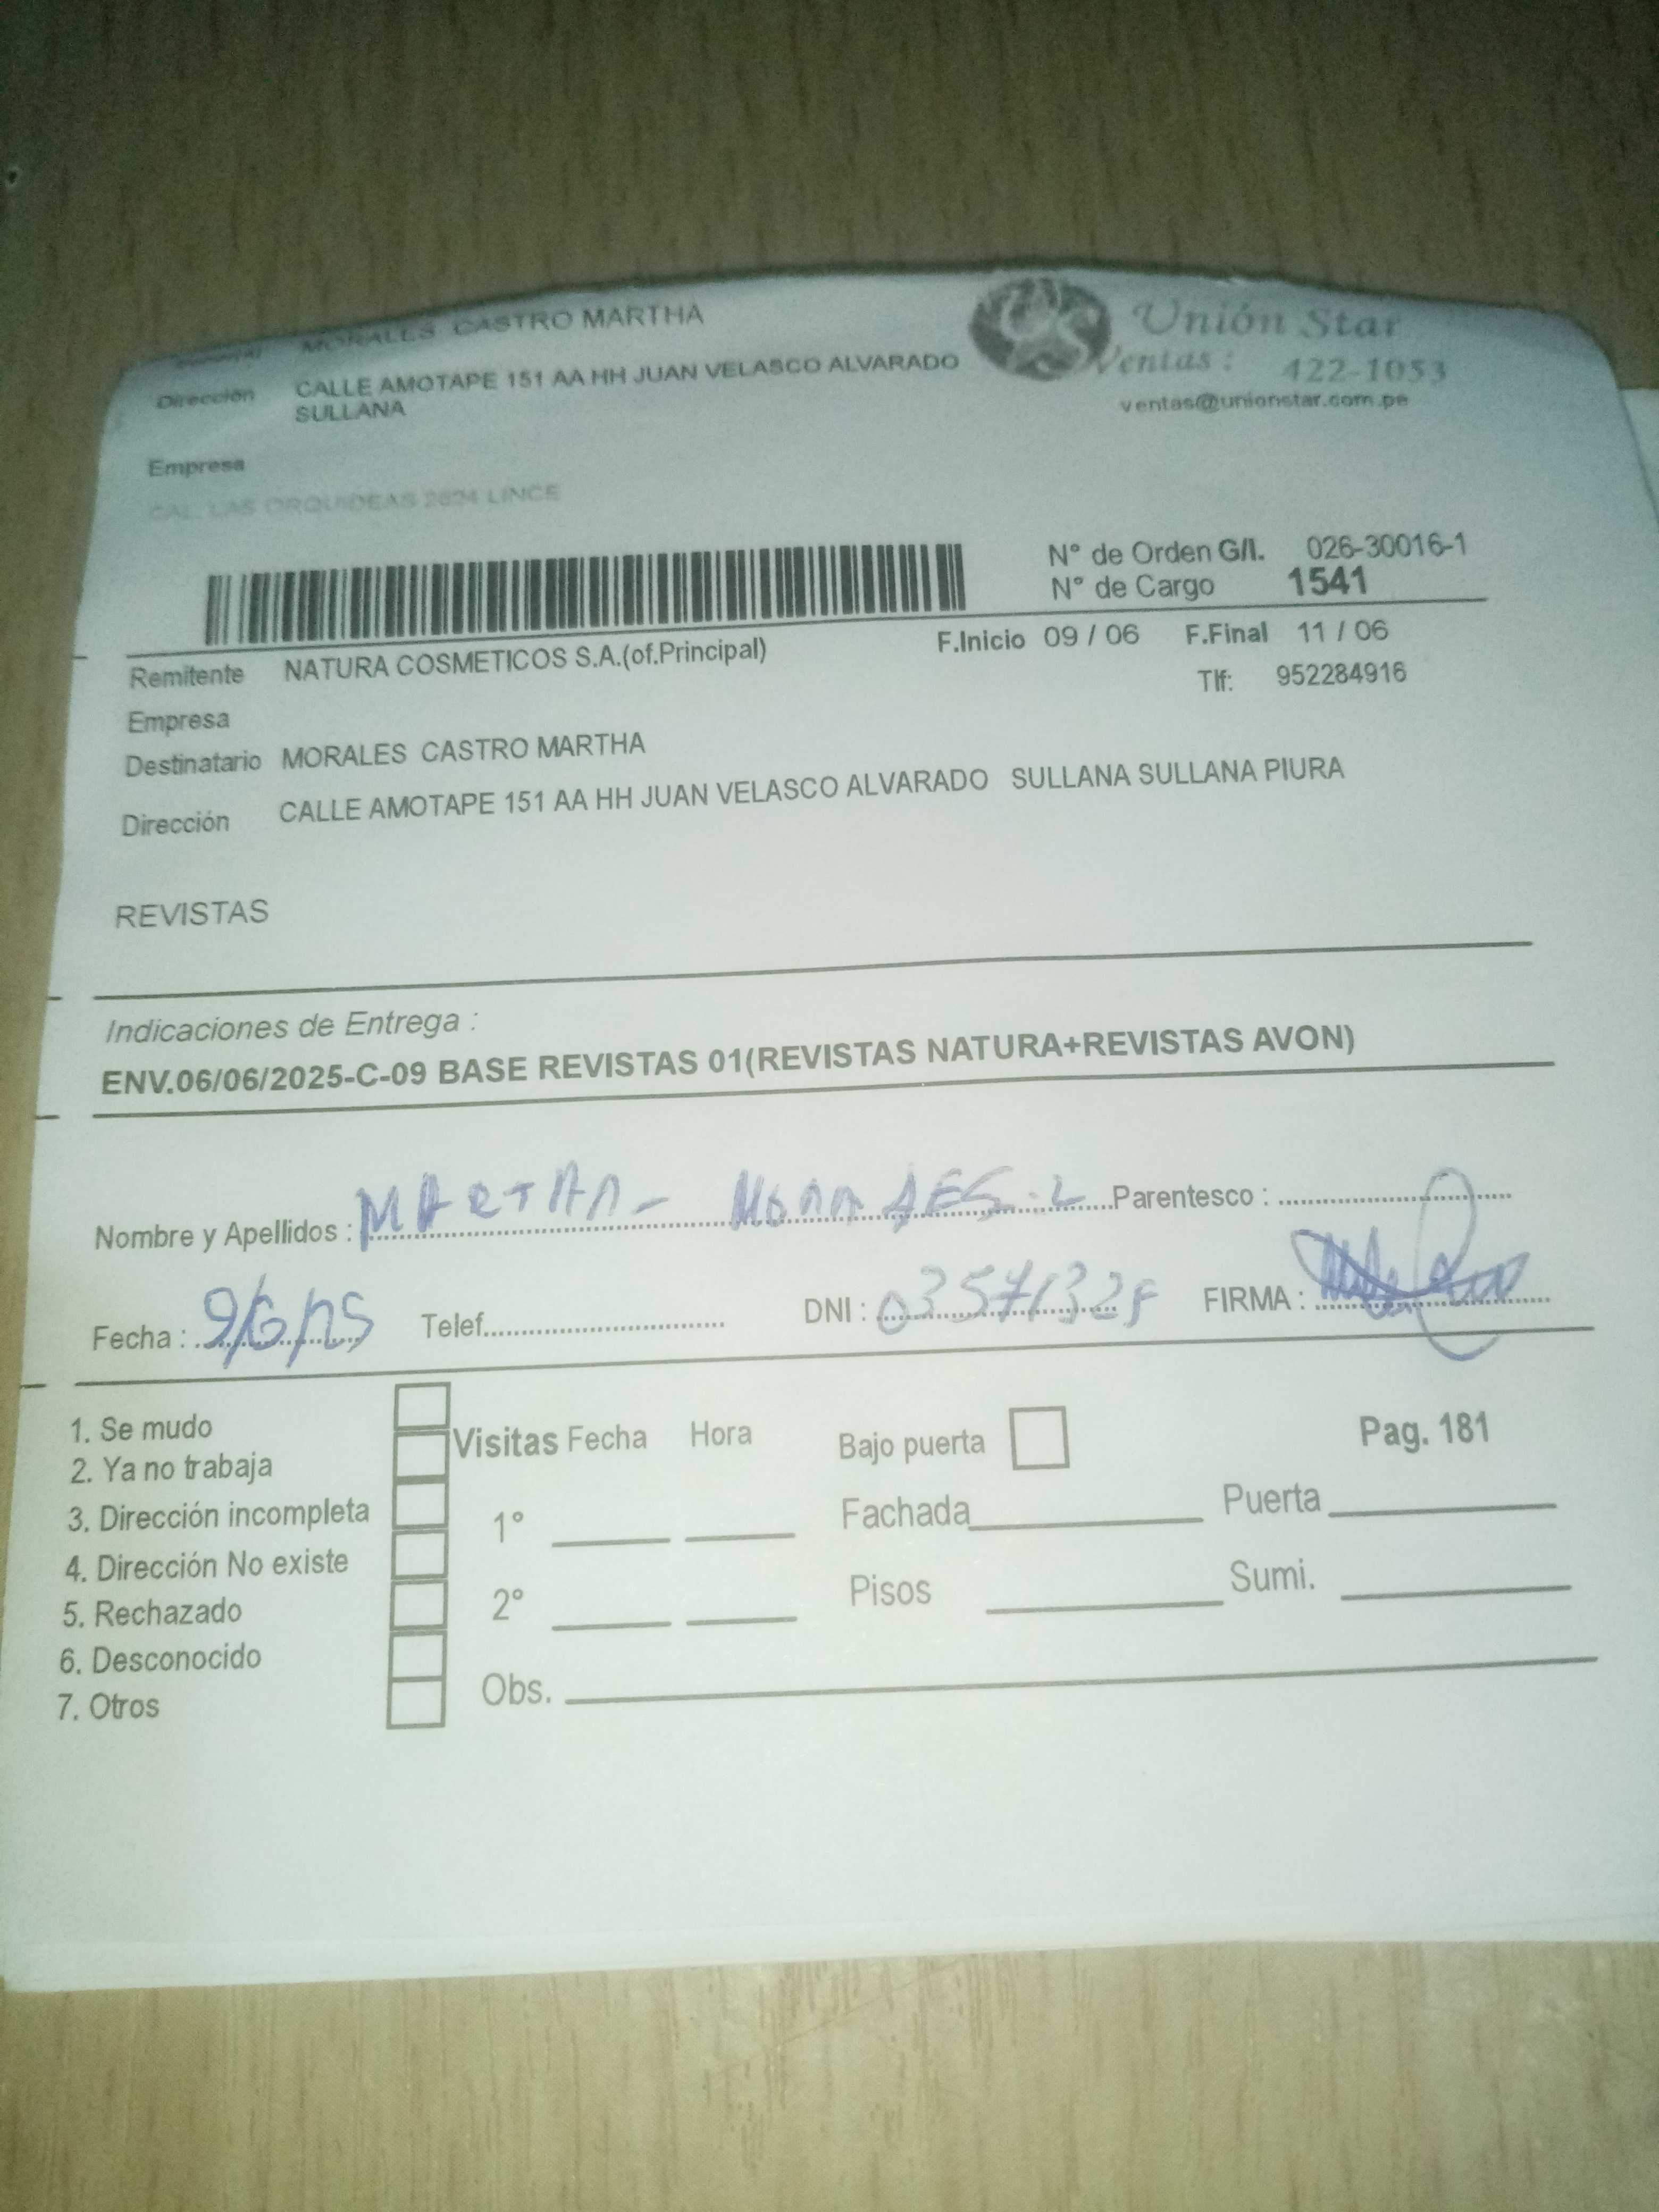 MORALES CASTRO MARTHA
Unión Star
Dirección CALLE AMOTAPE 151 AA HH JUAN VELASCO ALVARADO
SULLANA
Ventas : 422-1053
ventas@unionstar.com.pe
Empresa
CAL. LAS ORQUIDEAS 2624 LINCE
N° de Orden G/I. 026-30016-1
N° de Cargo 1541
Remitente NATURA COSMETICOS S.A.(of.Principal)
F.Inicio 09 / 06 F.Final 11 / 06
Tlf: 952284916
Empresa
Destinatario MORALES CASTRO MARTHA
Dirección CALLE AMOTAPE 151 AA HH JUAN VELASCO ALVARADO SULLANA SULLANA PIURA
REVISTAS
Indicaciones de Entrega :
ENV.06/06/2025-C-09 BASE REVISTAS 01(REVISTAS NATURA+REVISTAS AVON)
Nombre y Apellidos : Parentesco :
Fecha : Telef. DNI : FIRMA :
1. Se mudo
2. Ya no trabaja
3. Dirección incompleta
4. Dirección No existe
5. Rechazado
6. Desconocido
7. Otros
Visitas Fecha Hora
1°
2°
Obs.
Bajo puerta Pag. 181
Fachada Puerta
Pisos Sumi.